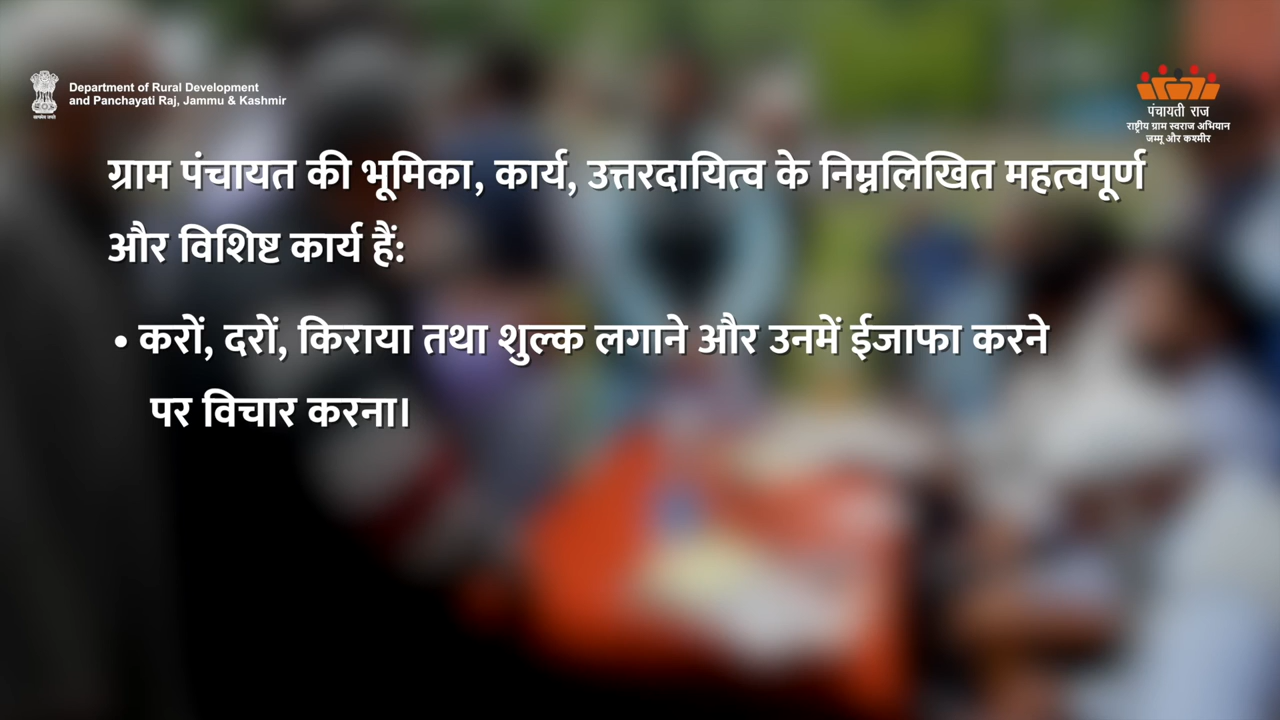 Department of Rural Development
and Panchayati Raj, Jammu & Kashmir
पंचायती राज
राष्ट्रीय ग्राम स्वराज अभियान
जम्मू और कश्मीर
ग्राम पंचायत की भूमिका, कार्य, उत्तरदायित्व के निम्नलिखित महत्वपूर्ण
और विशिष्ट कार्य हैं:
• करों, दरों, किराया तथा शुल्क लगाने और उनमें ईजाफा करने
पर विचार करना।